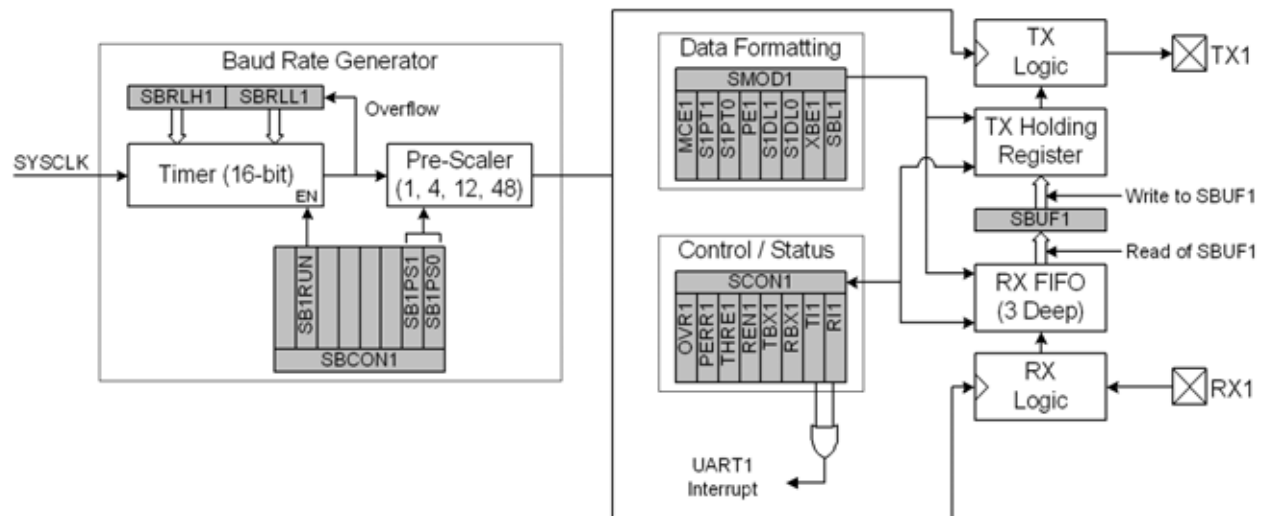 Baud Rate Generator
SBRLH1 SBRLL1
Overflow
SYSCLK
Timer (16-bit)
EN
Pre-Scaler
(1, 4, 12, 48)
SB1RUN
SB1PS1
SB1PS0
SBCON1
Data Formatting
SMOD1
MCE1
S1PT1
S1PT0
PE1
S1DL1
S1DL0
XBE1
SBL1
Control / Status
SCON1
OVR1
PERR1
THRE1
REN1
TBX1
RBX1
TI1
RI1
UART1
Interrupt
TX
Logic
TX1
TX Holding
Register
Write to SBUF1
SBUF1
Read of SBUF1
RX FIFO
(3 Deep)
RX
Logic
RX1